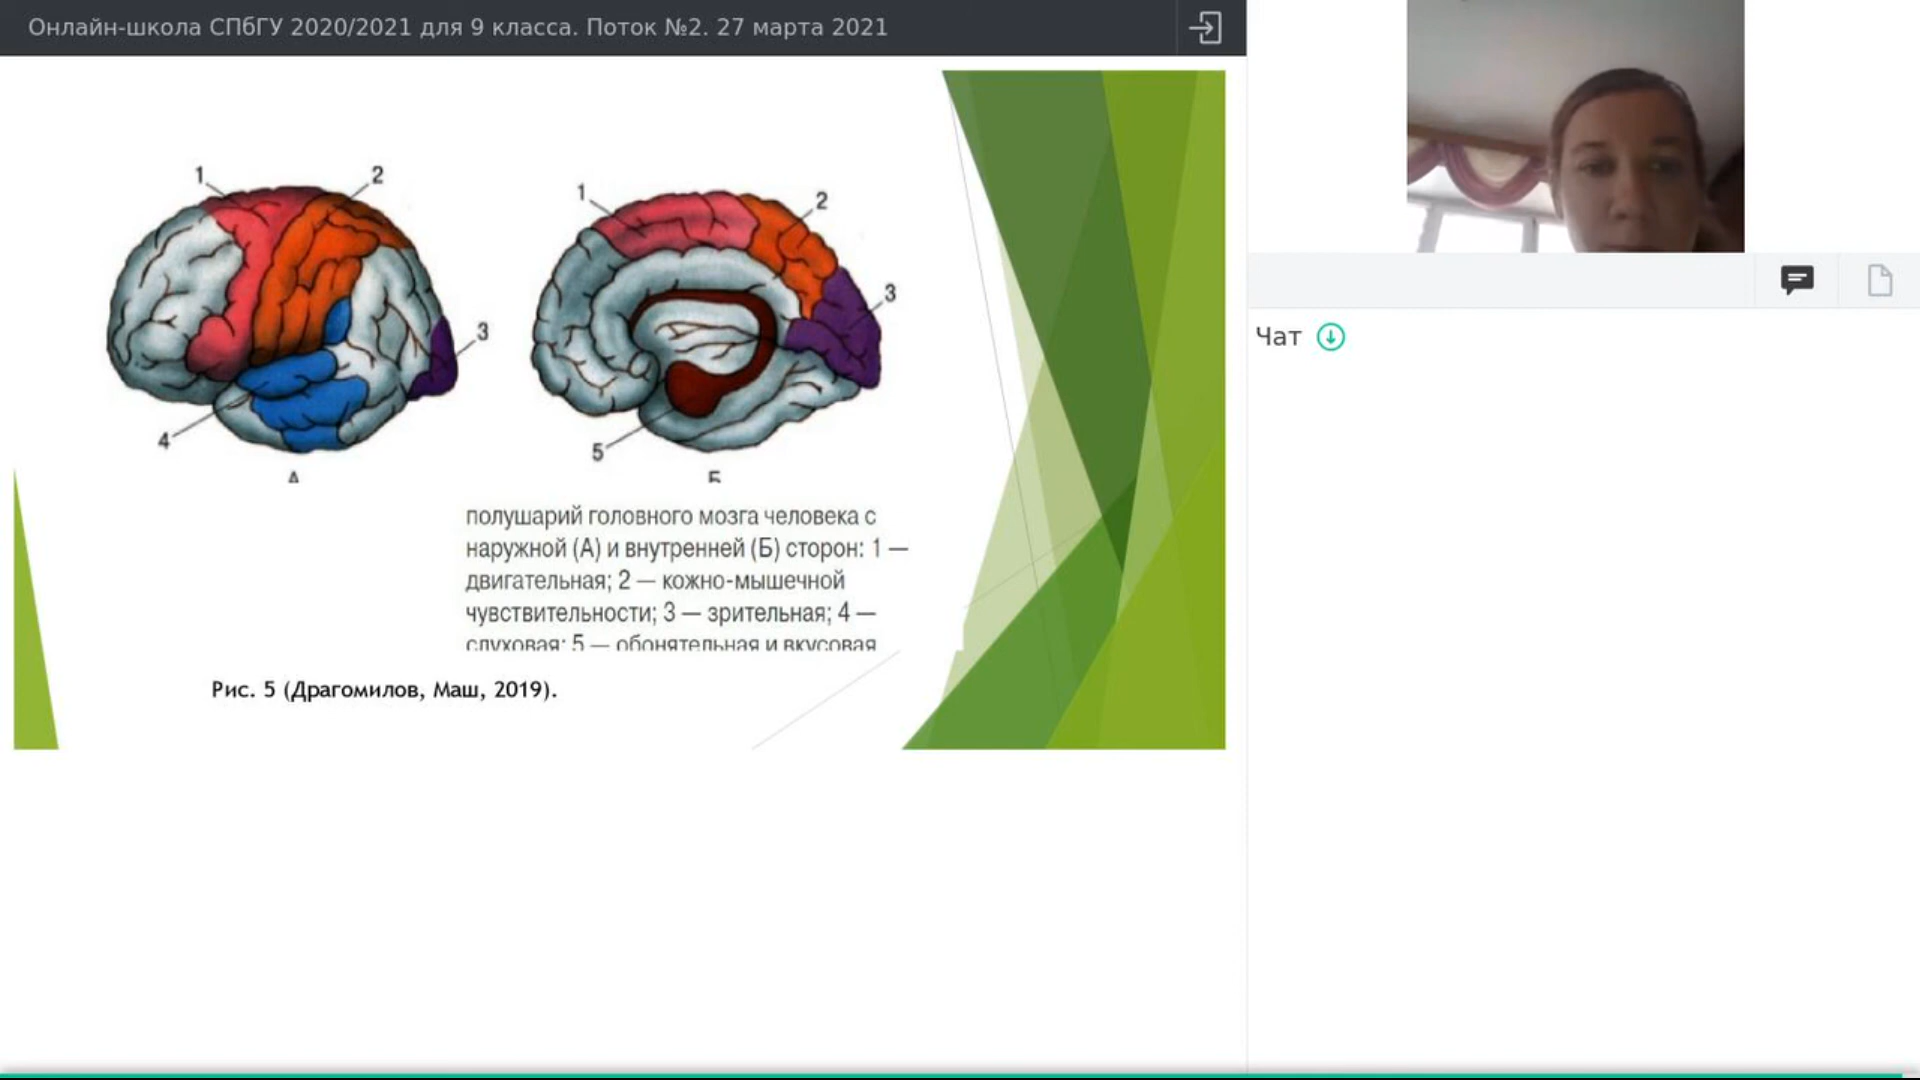 Онлайн-школа СПбГУ 2020/2021 для 9 класса. Поток №2. 27 марта 2021
1
2
3
4
А
1
2
3
5
Б
полушарий головного мозга человека с
наружной (А) и внутренней (Б) сторон: 1 —
двигательная; 2 — кожно-мышечной
чувствительности; 3 — зрительная; 4 —
слуховая; 5 — обонятельная и вкусовая
Рис. 5 (Драгомилов, Маш, 2019).
Чат